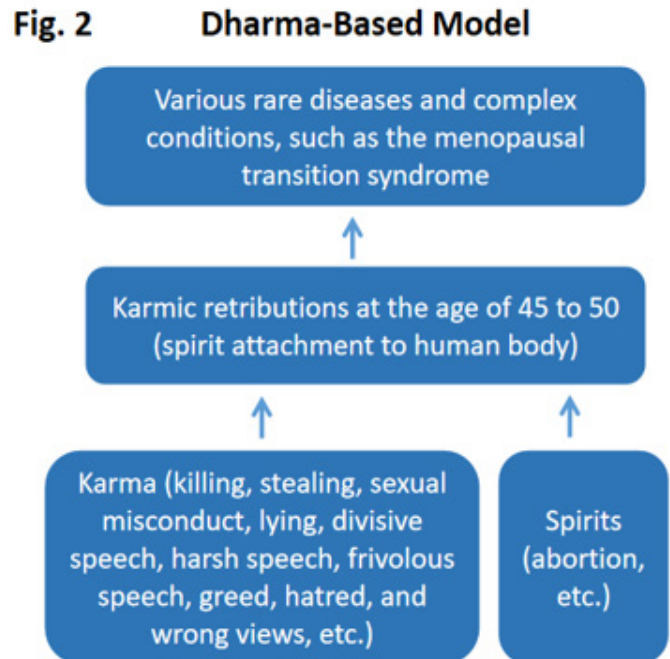 Fig. 2 Dharma-Based Model
Various rare diseases and complex
conditions, such as the menopausal
transition syndrome
Karmic retributions at the age of 45 to 50
(spirit attachment to human body)
Karma (killing, stealing, sexual
misconduct, lying, divisive
speech, harsh speech, frivolous
speech, greed, hatred, and
wrong views, etc.)
Spirits
(abortion,
etc.)